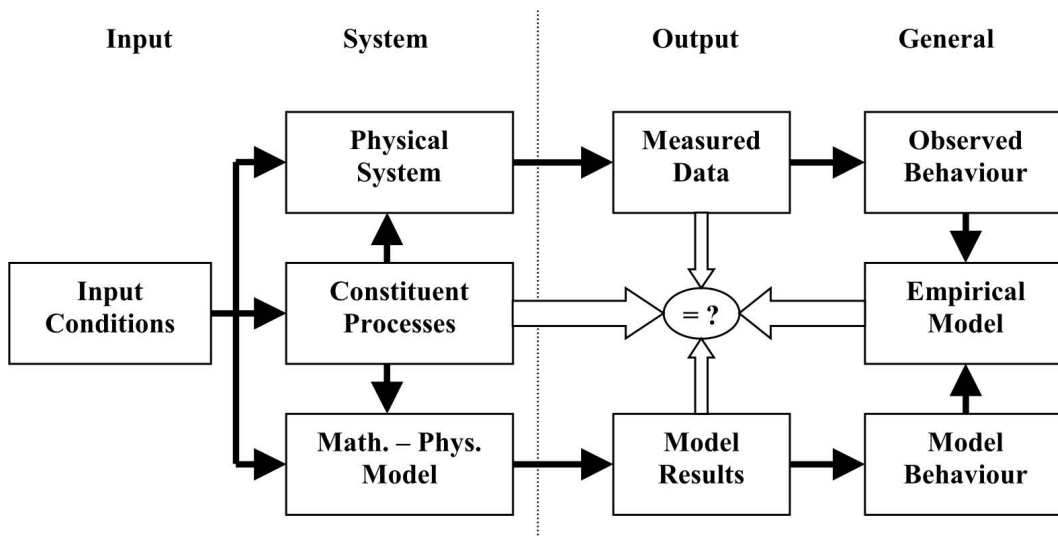 Input
System
Output
General
Physical
System
Measured
Data
Observed
Behaviour
Input
Conditions
Constituent
Processes
= ?
Empirical
Model
Math. – Phys.
Model
Model
Results
Model
Behaviour